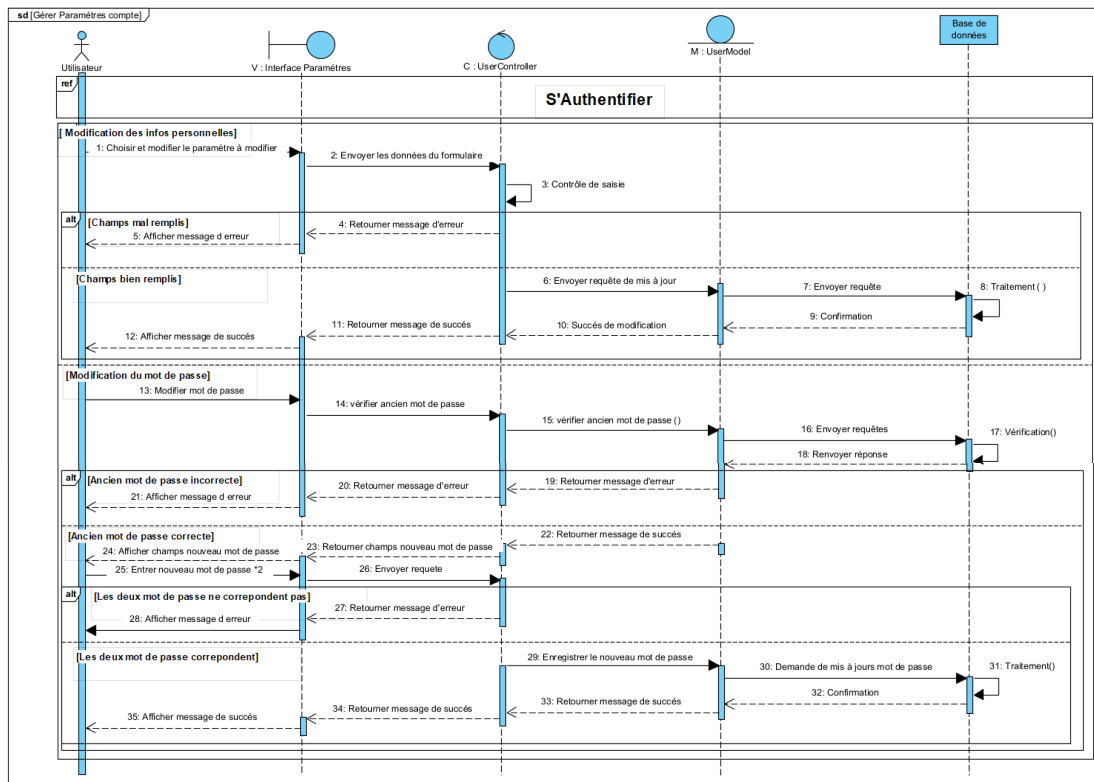 sd [Gérer Paramétres compte]
Utilisateur
V : Interface Paramétres
C : UserController
M : UserModel
Base de
données
ref
S'Authentifier
[ Modification des infos personnelles]
1: Choisir et modifier le paramétre à modifier
2: Envoyer les données du formulaire
3: Contrôle de saisie
alt
[Champs mal remplis]
4: Retourner message d'erreur
5: Afficher message d erreur
[Champs bien remplis]
6: Envoyer requête de mis à jour
7: Envoyer requête
8: Traitement ( )
9: Confirmation
10: Succés de modification
11: Retourner message de succés
12: Afficher message de succés
[Modification du mot de passe]
13: Modifier mot de passe
14: vérifier ancien mot de passe
15: vérifier ancien mot de passe ( )
16: Envoyer requêtes
17: Vérification()
18: Renvoyer réponse
alt
[Ancien mot de passe incorrecte]
19: Retourner message d'erreur
20: Retourner message d'erreur
21: Afficher message d erreur
[Ancien mot de passe correcte]
22: Retourner message de succés
23: Retourner champs nouveau mot de passe
24: Afficher champs nouveau mot de passe
25: Entrer nouveau mot de passe *2
26: Envoyer requete
alt
[Les deux mot de passe ne correpondent pas]
27: Retourner message d'erreur
28: Afficher message d erreur
[Les deux mot de passe correpondent]
29: Enregistrer le nouveau mot de passe
30: Demande de mis à jours mot de passe
31: Traitement()
32: Confirmation
33: Retourner message de succés
34: Retourner message de succés
35: Afficher message de succés